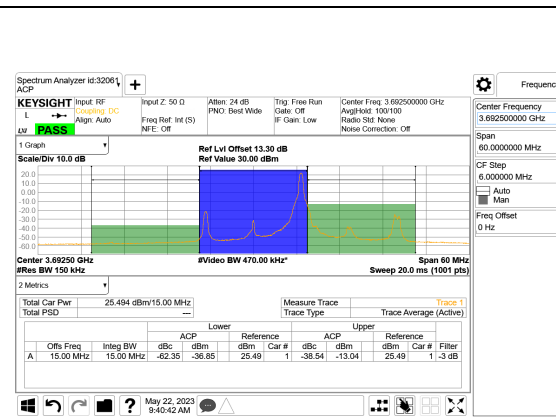 Spectrum Analyzer id:32061
ACP
Frequenc
KEYSIGHT
Input: RF
Coupling: DC
Align: Auto
Input Z: 50 Ω
Freq Ref: Int (S)
NFE: Off
Atten: 24 dB
PNO: Best Wide
Trig: Free Run
Gate: Off
IF Gain: Low
Center Freq: 3.692500000 GHz
Avg|Hold: 100/100
Radio Std: None
Noise Correction: Off
L
PASS
Center Frequency
3.692500000 GHz
Span
60.0000000 MHz
CF Step
6.000000 MHz
Auto
Man
Freq Offset
0 Hz
1 Graph
Scale/Div 10.0 dB
Ref Lvl Offset 13.30 dB
Ref Value 30.00 dBm
20.0
10.0
0.00
-10.0
-20.0
-30.0
-40.0
-50.0
-60.0
Center 3.69250 GHz
#Video BW 470.00 kHz*
Span 60 MHz
#Res BW 150 kHz
Sweep 20.0 ms (1001 pts)
2 Metrics
Total Car Pwr 25.494 dBm/15.00 MHz
Total PSD ---
Measure Trace Trace 1
Trace Type Trace Average (Active)
Lower Upper
ACP Reference ACP Reference
Offs Freq Integ BW dBc dBm dBm Car # dBc dBm dBm Car # Filter
A 15.00 MHz 15.00 MHz -62.35 -36.85 25.49 1 -38.54 -13.04 25.49 1 -3 dB
?
May 22, 2023
9:40:42 AM